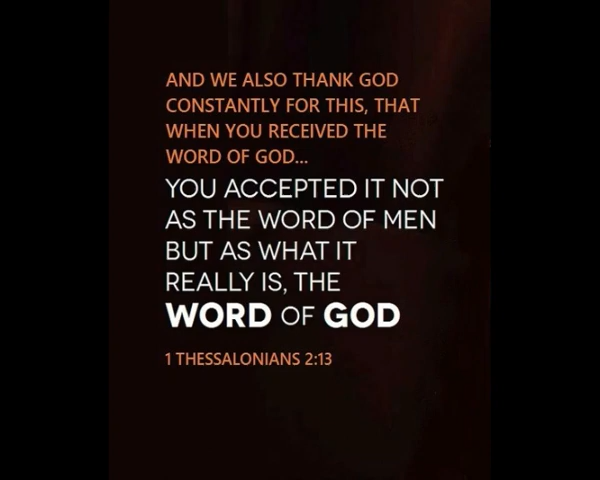 AND WE ALSO THANK GOD
CONSTANTLY FOR THIS, THAT
WHEN YOU RECEIVED THE
WORD OF GOD...
YOU ACCEPTED IT NOT
AS THE WORD OF MEN
BUT AS WHAT IT
REALLY IS, THE
WORD OF GOD
1 THESSALONIANS 2:13